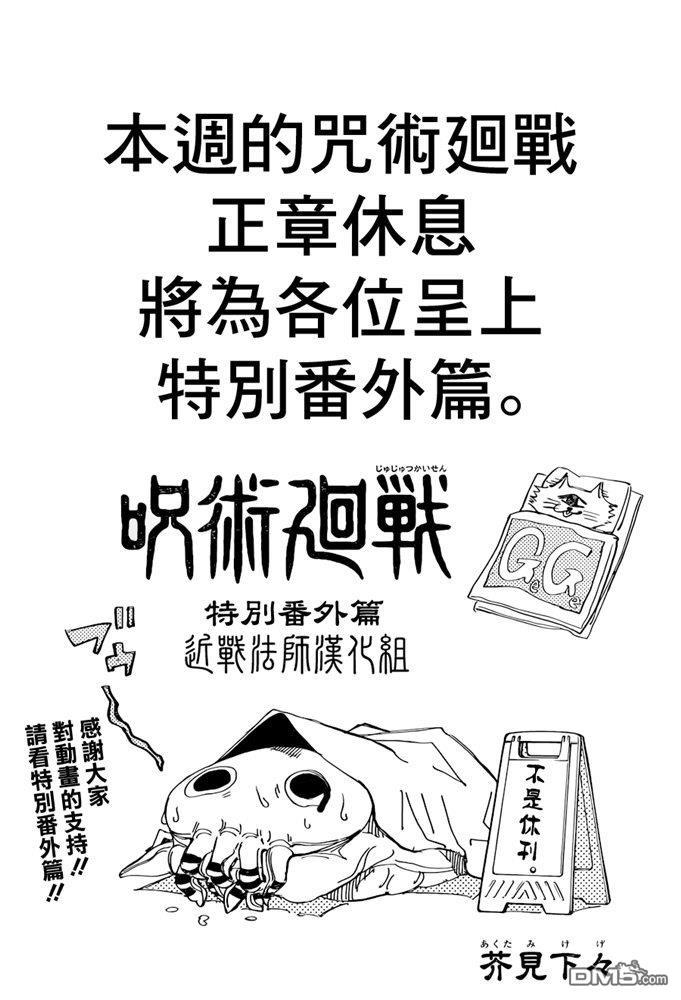 本週的咒術廻戰
正章休息
將為各位呈上
特別番外篇。
じゅじゅつかいせん
呪術廻戦
GeGe
特別番外篇
近戰法師漢化組
ブゥ
感謝大家
對動畫的支持!!
請看特別番外篇!!
不是休刊
あくたみげげ
芥見下々
DM5.com